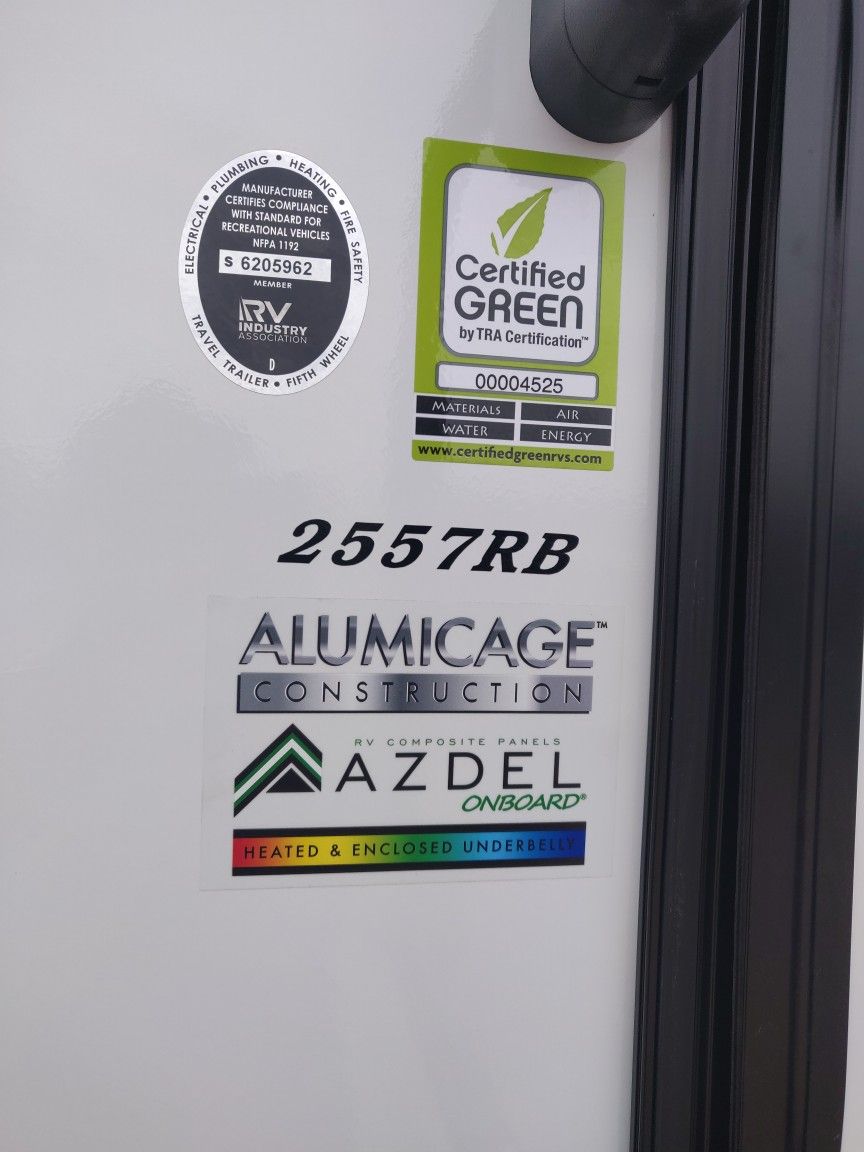 ELECTRICAL • PLUMBING • HEATING • FIRE SAFETY
MANUFACTURER
CERTIFIES COMPLIANCE
WITH STANDARD FOR
RECREATIONAL VEHICLES
NFPA 1192
S 6205962
MEMBER
RV
INDUSTRY
ASSOCIATION
D
TRAVEL TRAILER • FIFTH WHEEL
Certified
GREEN
by TRA Certification™
00004525
MATERIALS AIR
WATER ENERGY
www.certifiedgreenrvs.com
2557RB
ALUMICAGE™
CONSTRUCTION
RV COMPOSITE PANELS
AZDEL
ONBOARD®
HEATED & ENCLOSED UNDERBELLY